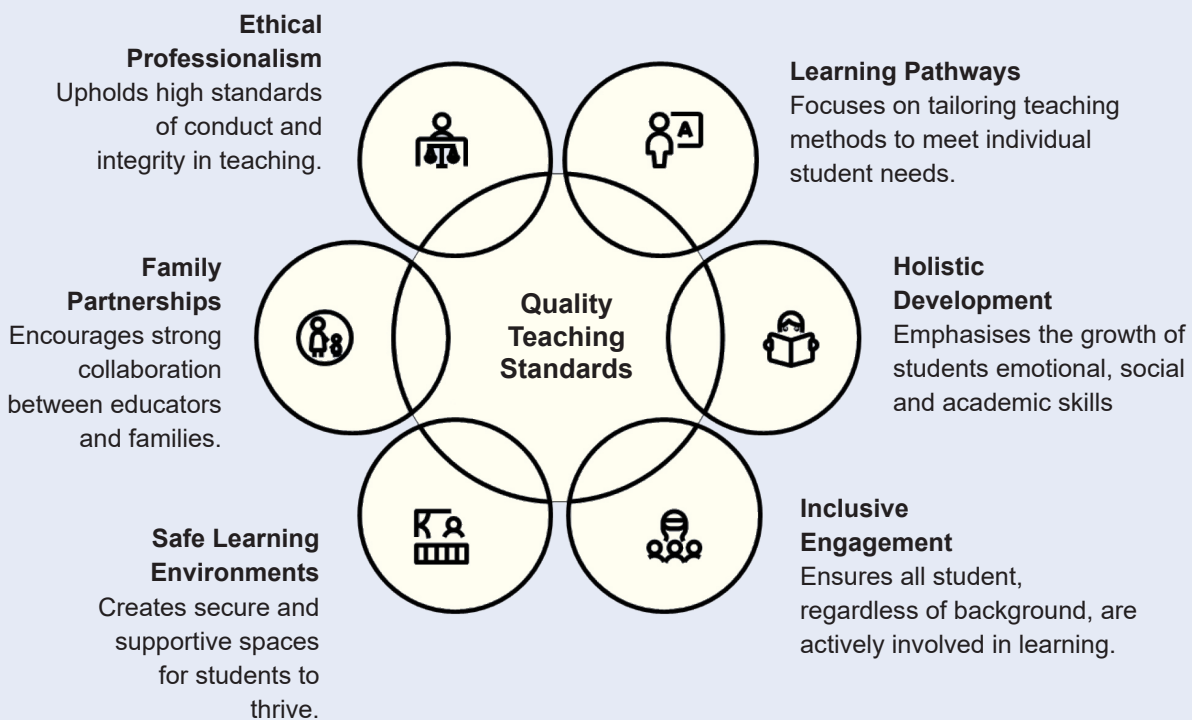 Ethical
Professionalism
Upholds high standards
of conduct and
integrity in teaching.
Learning Pathways
Focuses on tailoring teaching
methods to meet individual
student needs.
A
Family
Partnerships
Encourages strong
collaboration
between educators
and families.
Quality
Teaching
Standards
Holistic
Development
Emphasises the growth of
students emotional, social
and academic skills
Safe Learning
Environments
Creates secure and
supportive spaces
for students to
thrive.
Inclusive
Engagement
Ensures all student,
regardless of background, are
actively involved in learning.